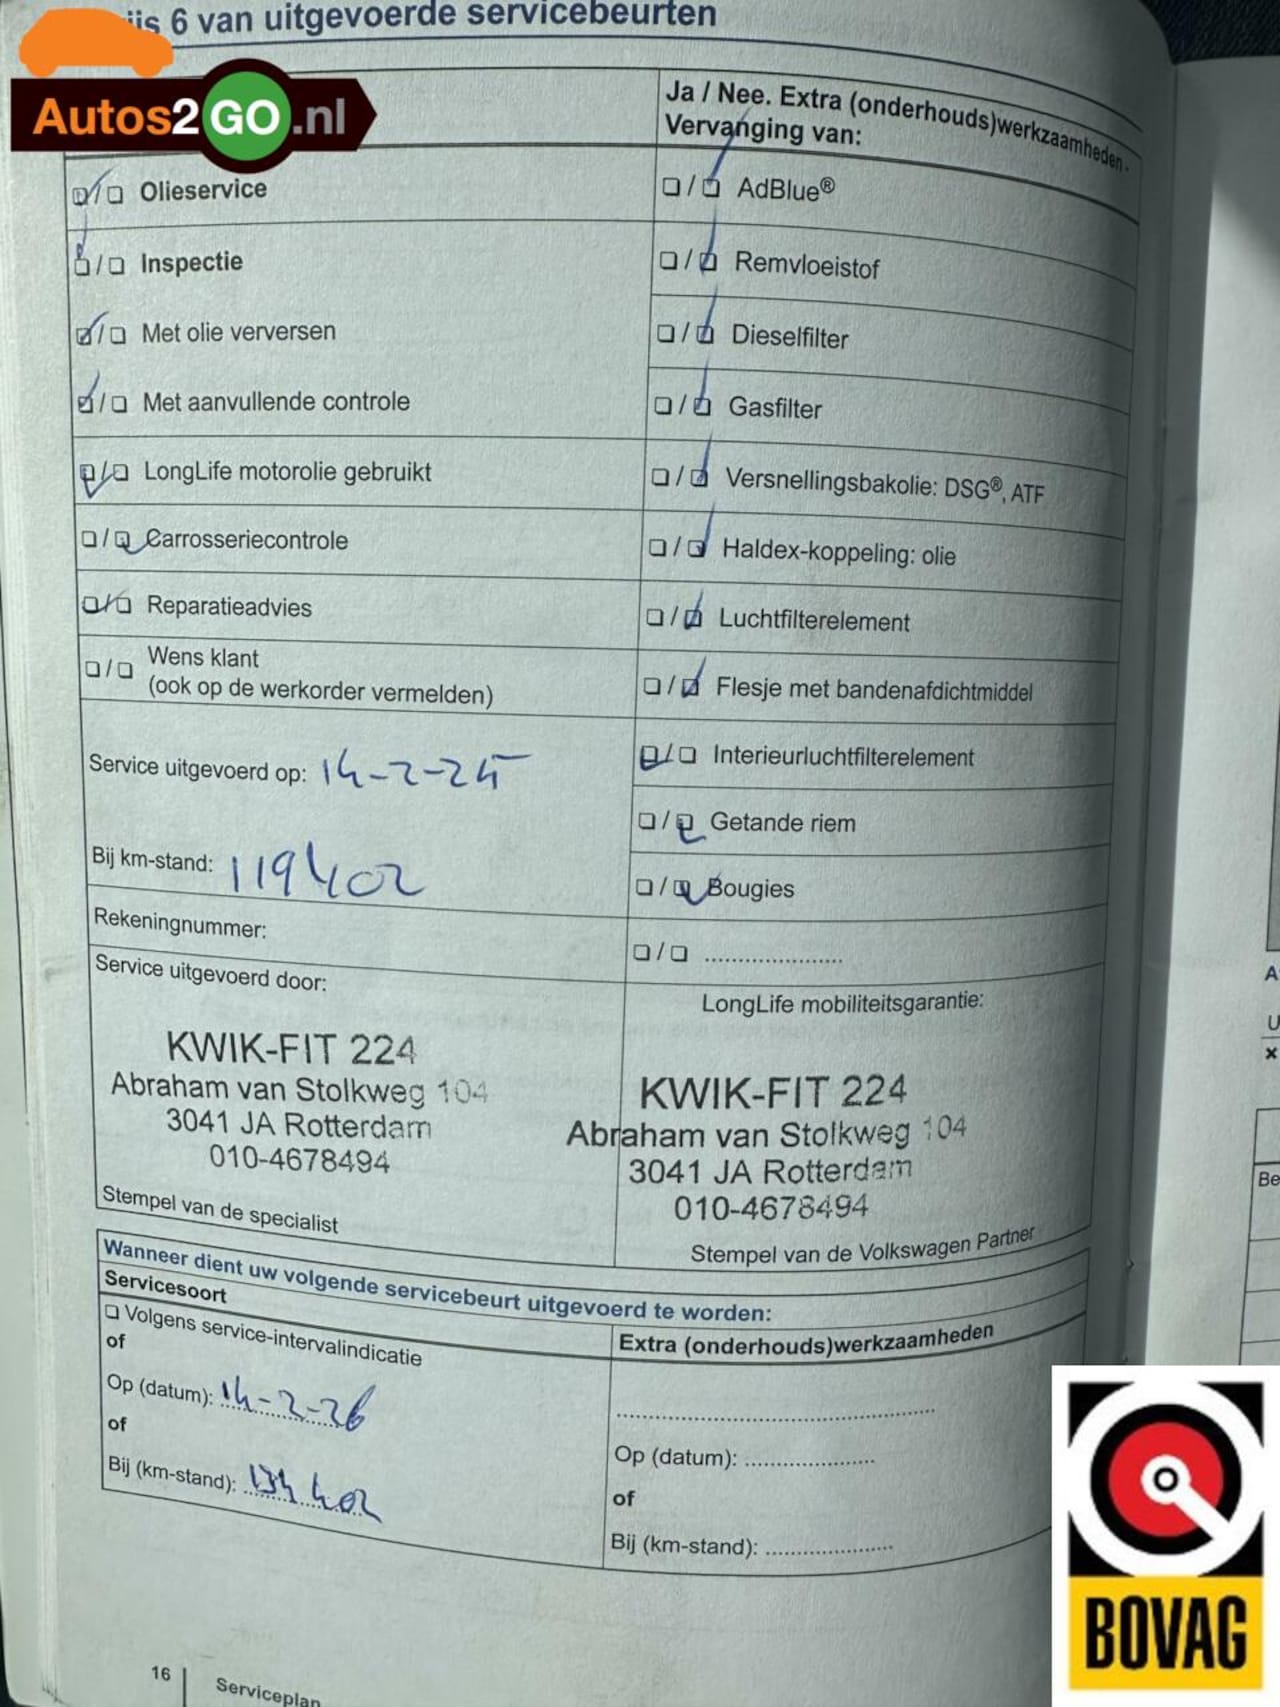 ijs 6 van uitgevoerde servicebeurten
Autos2GO.nl
Ja / Nee. Extra (onderhouds)werkzaamheden -
Vervanging van:
Olieservice
AdBlue®
Inspectie
Remvloeistof
Met olie verversen
Dieselfilter
Met aanvullende controle
Gasfilter
LongLife motorolie gebruikt
Versnellingsbakolie: DSG®, ATF
Carrosseriecontrole
Haldex-koppeling: olie
Reparatieadvies
Luchtfilterelement
Wens klant
(ook op de werkorder vermelden)
Flesje met bandenafdichtmiddel
Service uitgevoerd op: 14-2-25
Interieurluchtfilterelement
Getande riem
Bij km-stand: 119402
Bougies
Rekeningnummer:
....................
Service uitgevoerd door:
LongLife mobiliteitsgarantie:
KWIK-FIT 224
Abraham van Stolkweg 104
3041 JA Rotterdam
010-4678494
KWIK-FIT 224
Abraham van Stolkweg 104
3041 JA Rotterdam
010-4678494
Stempel van de specialist
Stempel van de Volkswagen Partner
Wanneer dient uw volgende servicebeurt uitgevoerd te worden:
Servicesoort
Volgens service-intervalindicatie
of
Op (datum): 14-2-26
of
Bij (km-stand): 134402
Extra (onderhouds)werkzaamheden
Op (datum): ....................
of
Bij (km-stand): ....................
16
Serviceplan
A
U
Be
BOVAG